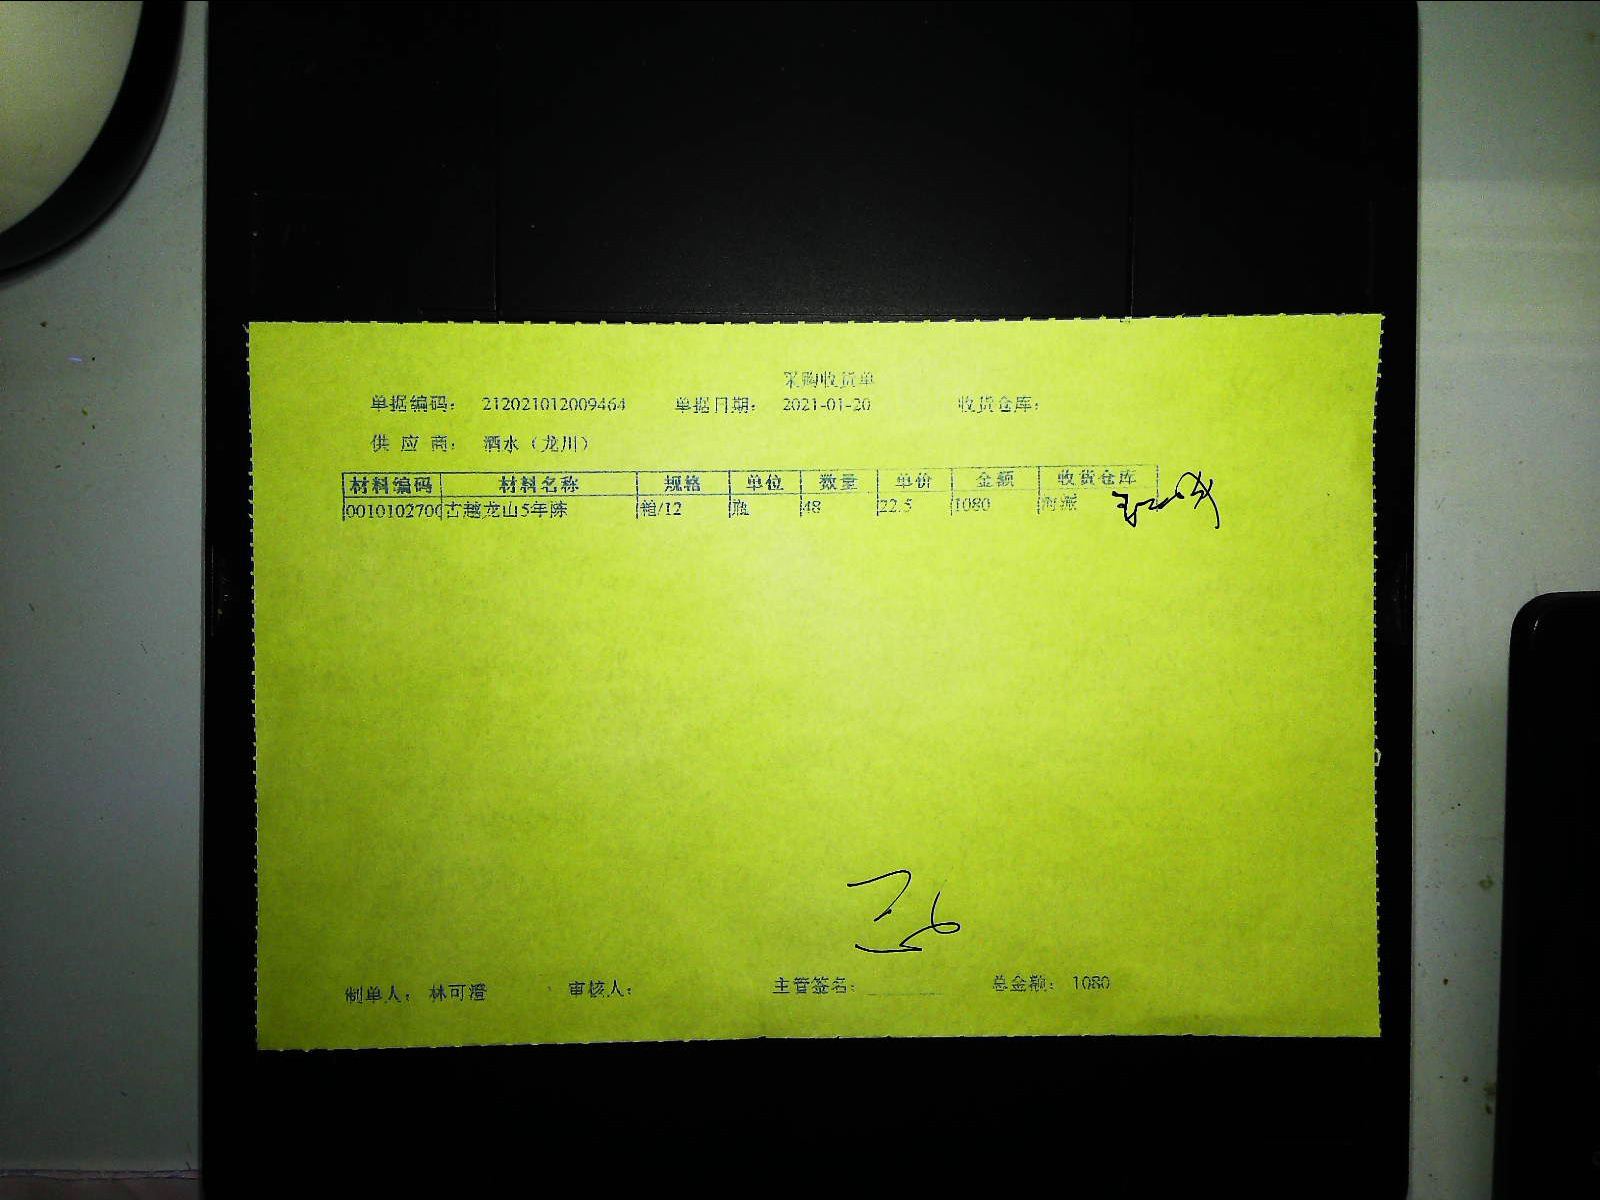 采购收货单
单据编码： 212021012009464 单据日期： 2021-01-20 收货仓库：
供 应 商： 酒水（龙川）
材料编码 材料名称 规格 单位 数量 单价 金额 收货仓库
0010102700 古越龙山5年陈 箱/12 瓶 48 22.5 1080 海派
制单人： 林可澄 审核人： 主管签名： 总金额： 1080